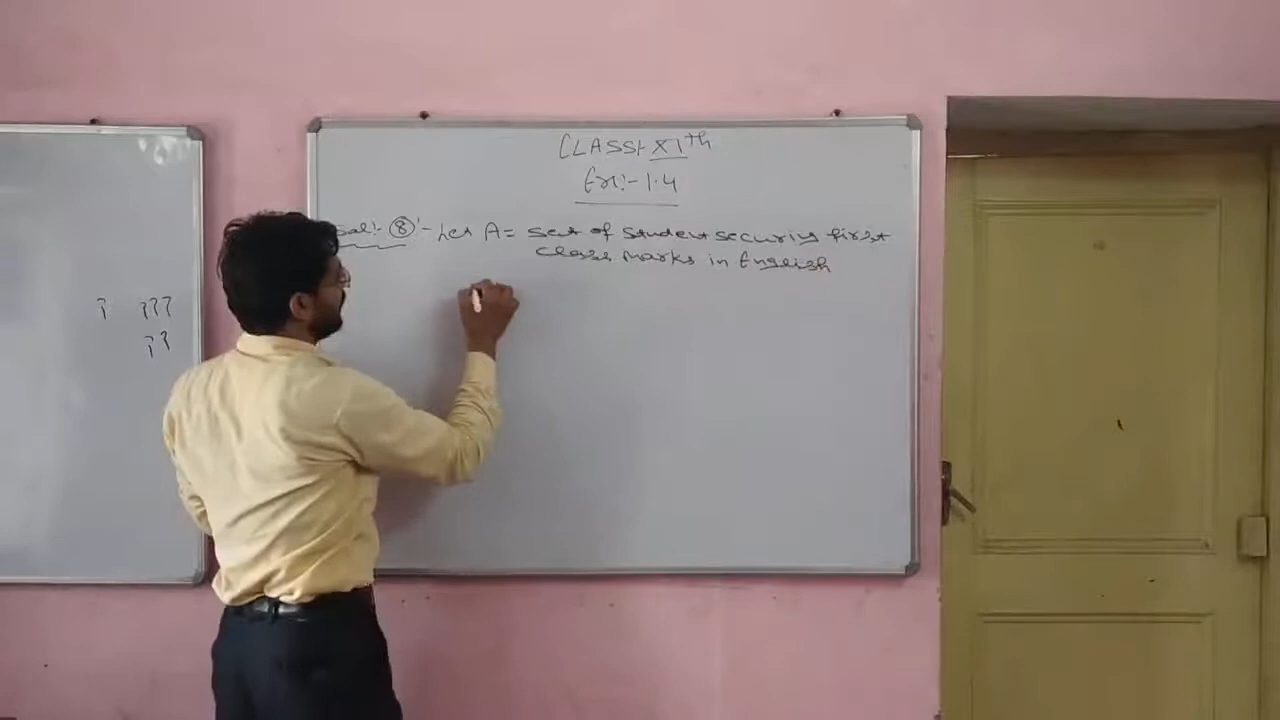 CLASS:- XIth
Ex:- 1.4
Sol:- (8):- Let A = Set of Student securing first
class marks in English
? ???
??